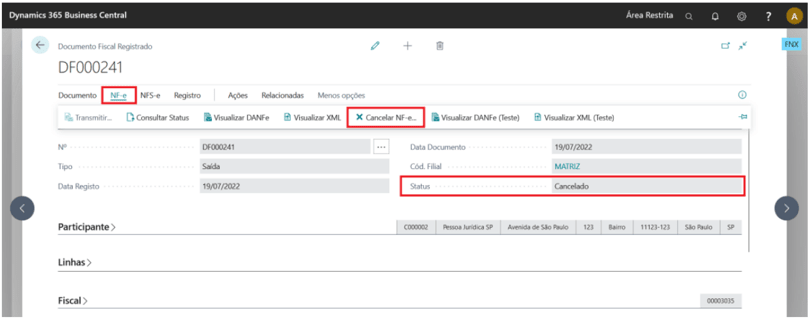 Dynamics 365 Business Central
Área Restrita
?
A
Documento Fiscal Registrado
FNX
DF000241
Documento NF-e NFS-e Registro Ações Relacionadas Menos opções
Transmitir... Consultar Status Visualizar DANFe Visualizar XML Cancelar NF-e... Visualizar DANFe (Teste) Visualizar XML (Teste)
Nº DF000241 ... Data Documento 19/07/2022
Tipo Saída Cód. Filial MATRIZ
Data Registo 19/07/2022 Status Cancelado
Participante > C000002 Pessoa Jurídica SP Avenida de São Paulo 123 Bairro 11123-123 São Paulo SP
Linhas >
Fiscal > 00003035